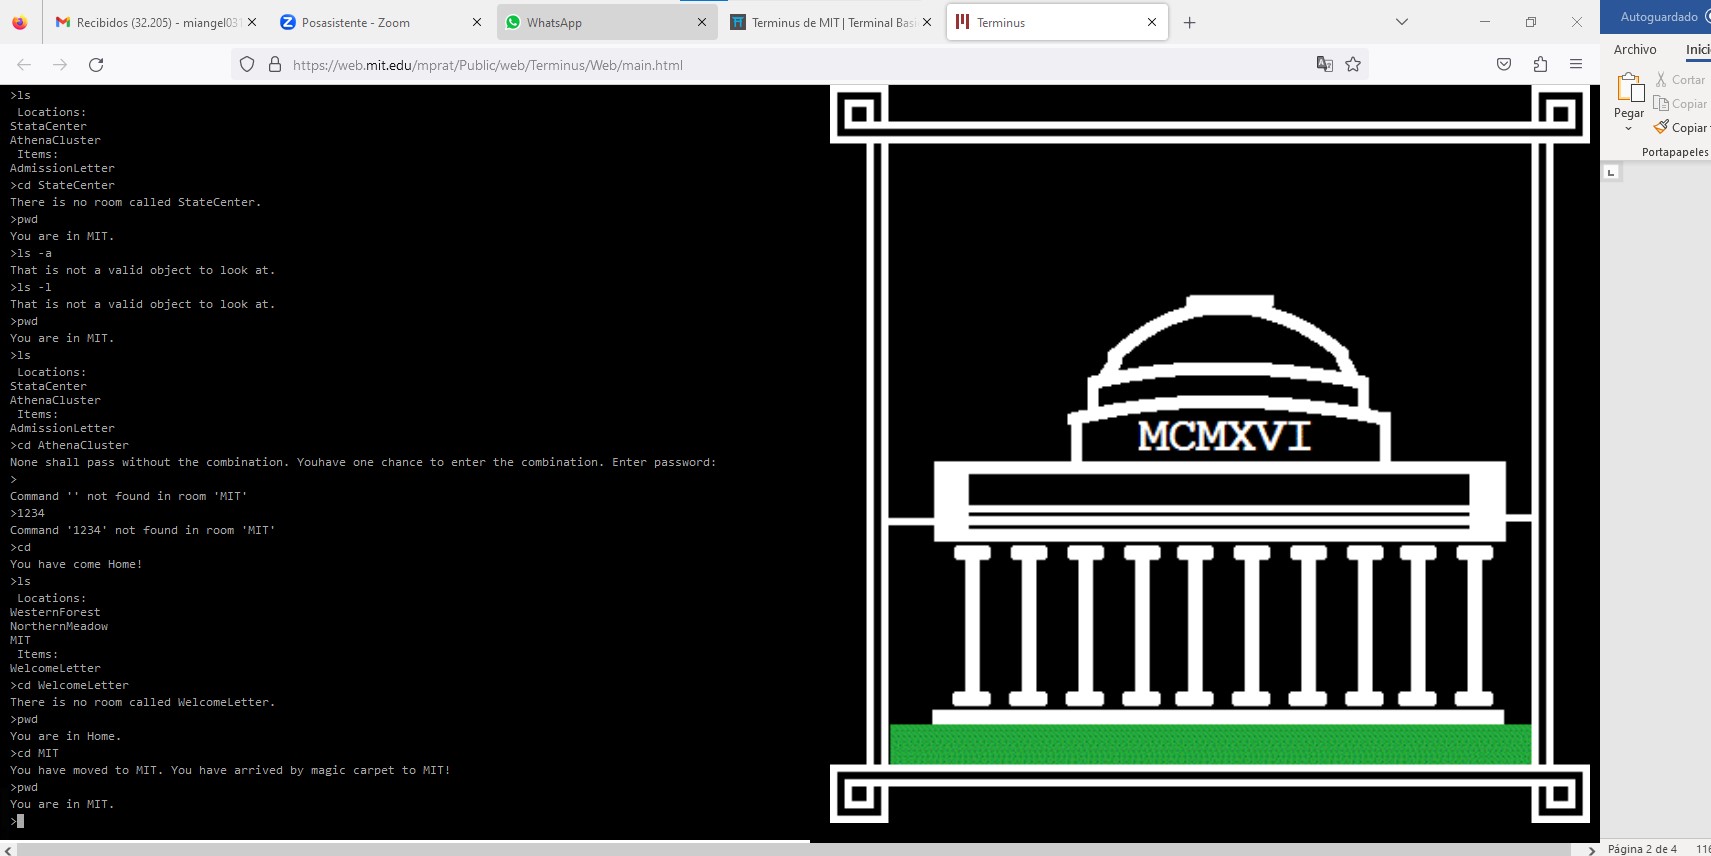 Recibidos (32.205) - miangel031
Posasistente - Zoom
WhatsApp
Terminus de MIT | Terminal Basi
Terminus
Autoguardado
https://web.mit.edu/mprat/Public/web/Terminus/Web/main.html
Archivo
Inici
Cortar
Copiar
Pegar
Copiar f
Portapapeles
>ls
Locations:
StataCenter
AthenaCluster
Items:
AdmissionLetter
>cd StateCenter
There is no room called StateCenter.
>pwd
You are in MIT.
>ls -a
That is not a valid object to look at.
>ls -l
That is not a valid object to look at.
>pwd
You are in MIT.
>ls
Locations:
StataCenter
AthenaCluster
Items:
AdmissionLetter
>cd AthenaCluster
None shall pass without the combination. Youhave one chance to enter the combination. Enter password:
>
Command '' not found in room 'MIT'
>1234
Command '1234' not found in room 'MIT'
>cd
You have come Home!
>ls
Locations:
WesternForest
NorthernMeadow
MIT
Items:
WelcomeLetter
>cd WelcomeLetter
There is no room called WelcomeLetter.
>pwd
You are in Home.
>cd MIT
You have moved to MIT. You have arrived by magic carpet to MIT!
>pwd
You are in MIT.
>
MCMXVI
Página 2 de 4
116